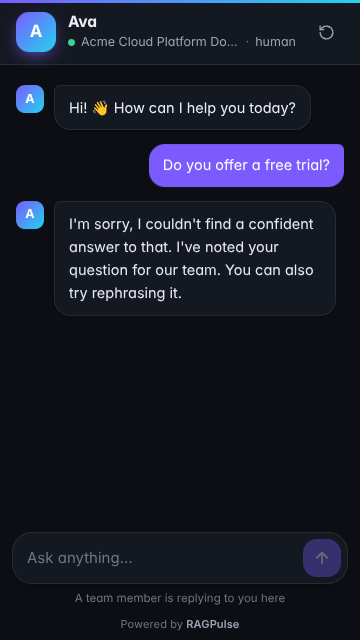 A
Ava
Acme Cloud Platform Do... · human
A
Hi! 👋 How can I help you today?
Do you offer a free trial?
A
I'm sorry, I couldn't find a confident
answer to that. I've noted your
question for our team. You can also
try rephrasing it.
Ask anything...
A team member is replying to you here
Powered by RAGPulse